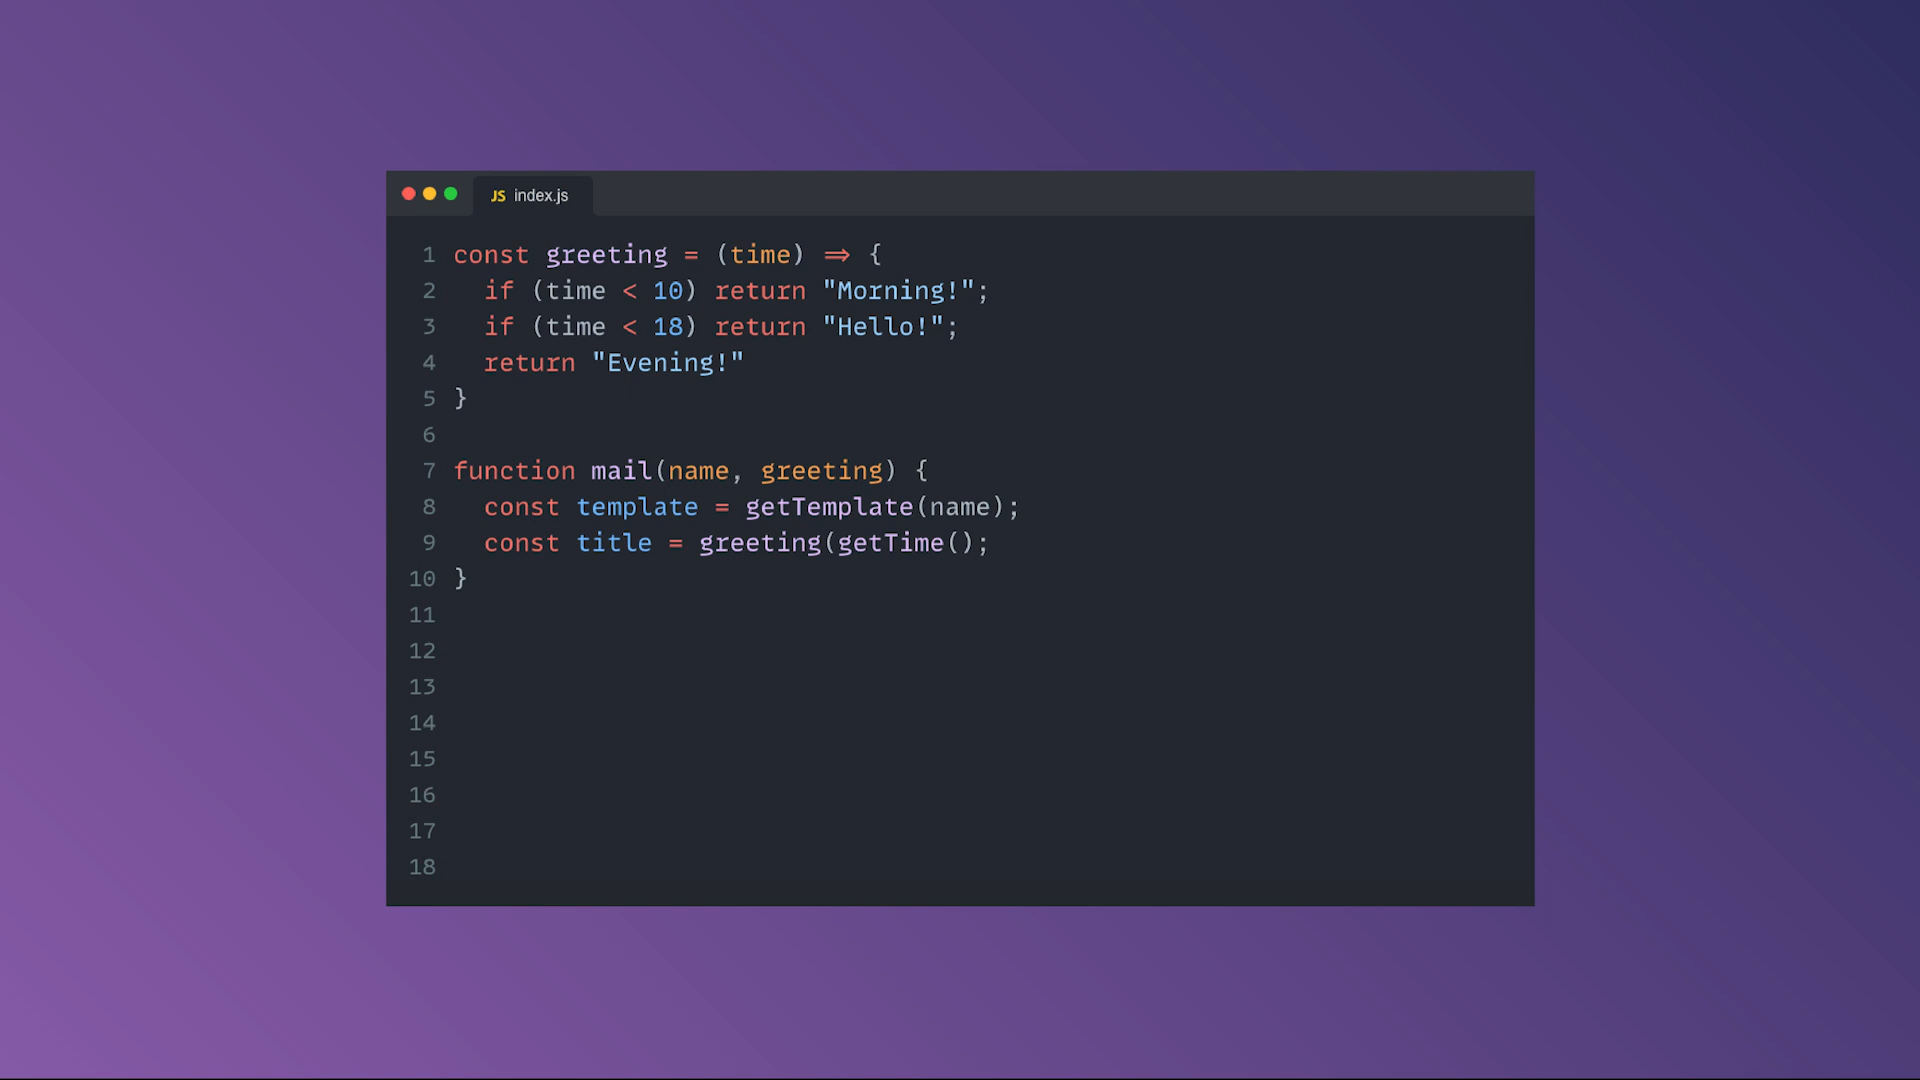 JS index.js
1 const greeting = (time) => {
2   if (time < 10) return "Morning!";
3   if (time < 18) return "Hello!";
4   return "Evening!"
5 }
6
7 function mail(name, greeting) {
8   const template = getTemplate(name);
9   const title = greeting(getTime();
10 }
11
12
13
14
15
16
17
18